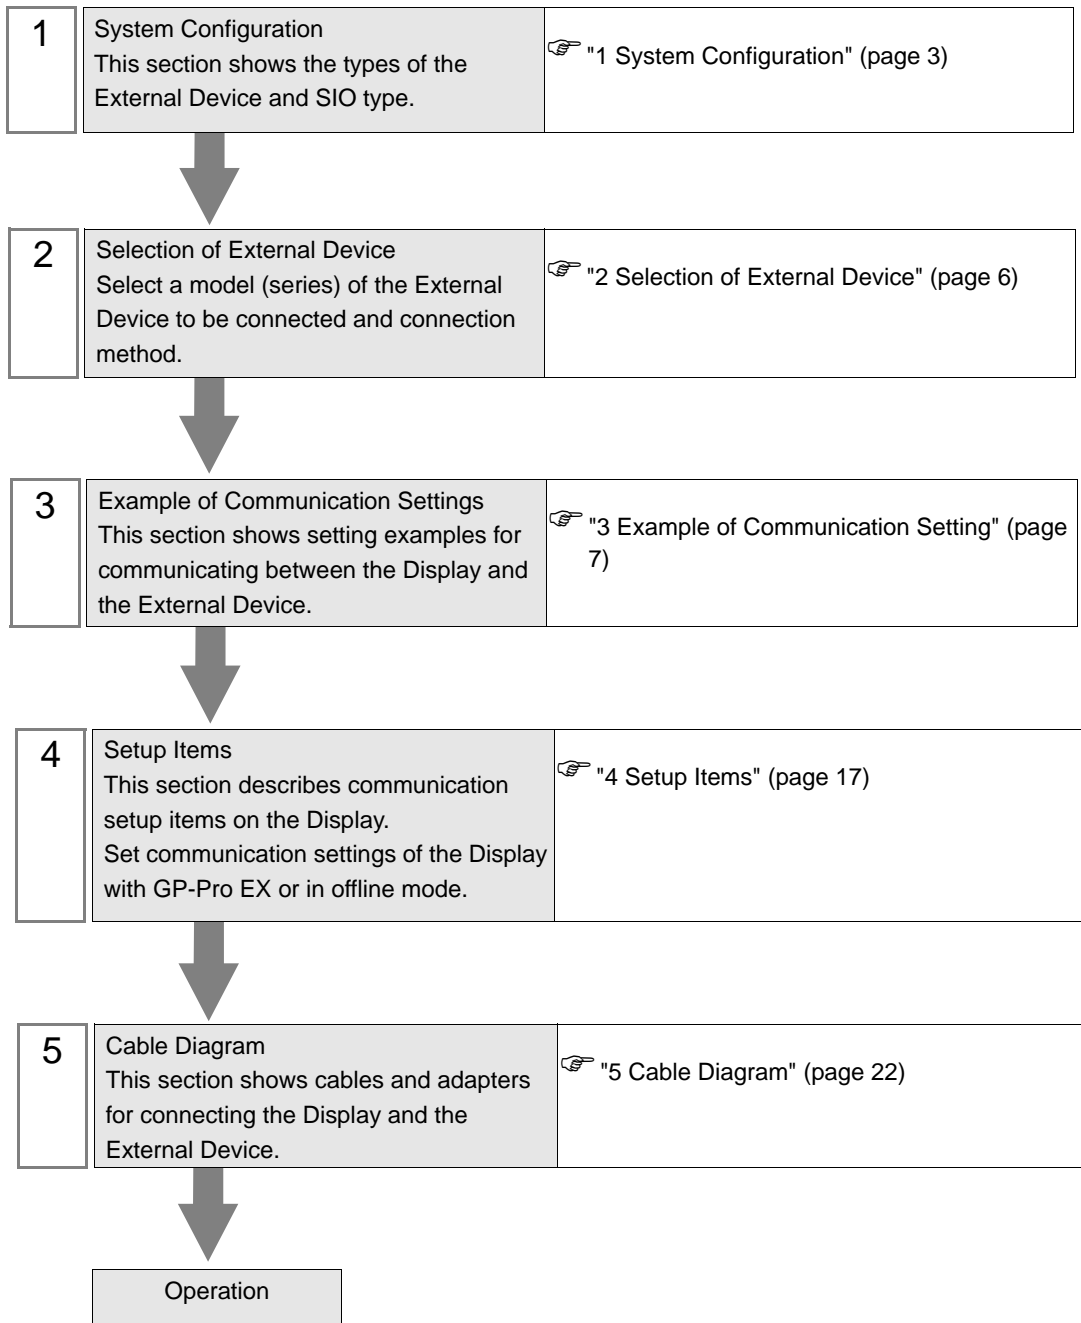 1
System Configuration
This section shows the types of the
External Device and SIO type.
"1 System Configuration" (page 3)
2
Selection of External Device
Select a model (series) of the External
Device to be connected and connection
method.
"2 Selection of External Device" (page 6)
3
Example of Communication Settings
This section shows setting examples for
communicating between the Display and
the External Device.
"3 Example of Communication Setting" (page
7)
4
Setup Items
This section describes communication
setup items on the Display.
Set communication settings of the Display
with GP-Pro EX or in offline mode.
"4 Setup Items" (page 17)
5
Cable Diagram
This section shows cables and adapters
for connecting the Display and the
External Device.
"5 Cable Diagram" (page 22)
Operation